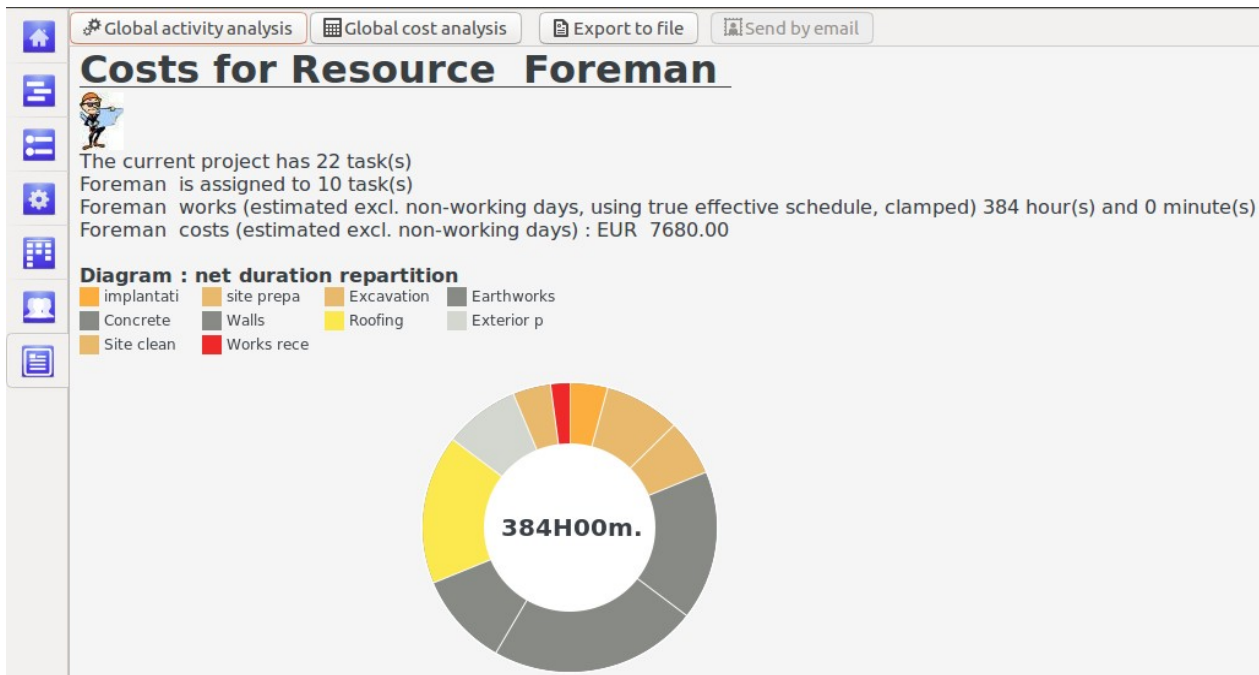 Global activity analysis Global cost analysis Export to file Send by email
Costs for Resource Foreman
The current project has 22 task(s)
Foreman is assigned to 10 task(s)
Foreman works (estimated excl. non-working days, using true effective schedule, clamped) 384 hour(s) and 0 minute(s)
Foreman costs (estimated excl. non-working days) : EUR 7680.00
Diagram : net duration repartition
implantati site prepa Excavation Earthworks
Concrete Walls Roofing Exterior p
Site clean Works rece
384H00m.